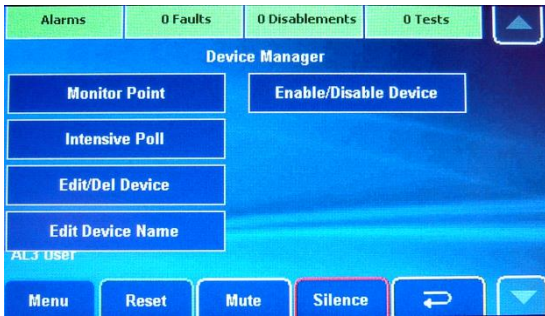 Alarms
0 Faults
0 Disablements
0 Tests
Device Manager
Monitor Point
Enable/Disable Device
Intensive Poll
Edit/Del Device
Edit Device Name
AL3 User
Menu
Reset
Mute
Silence